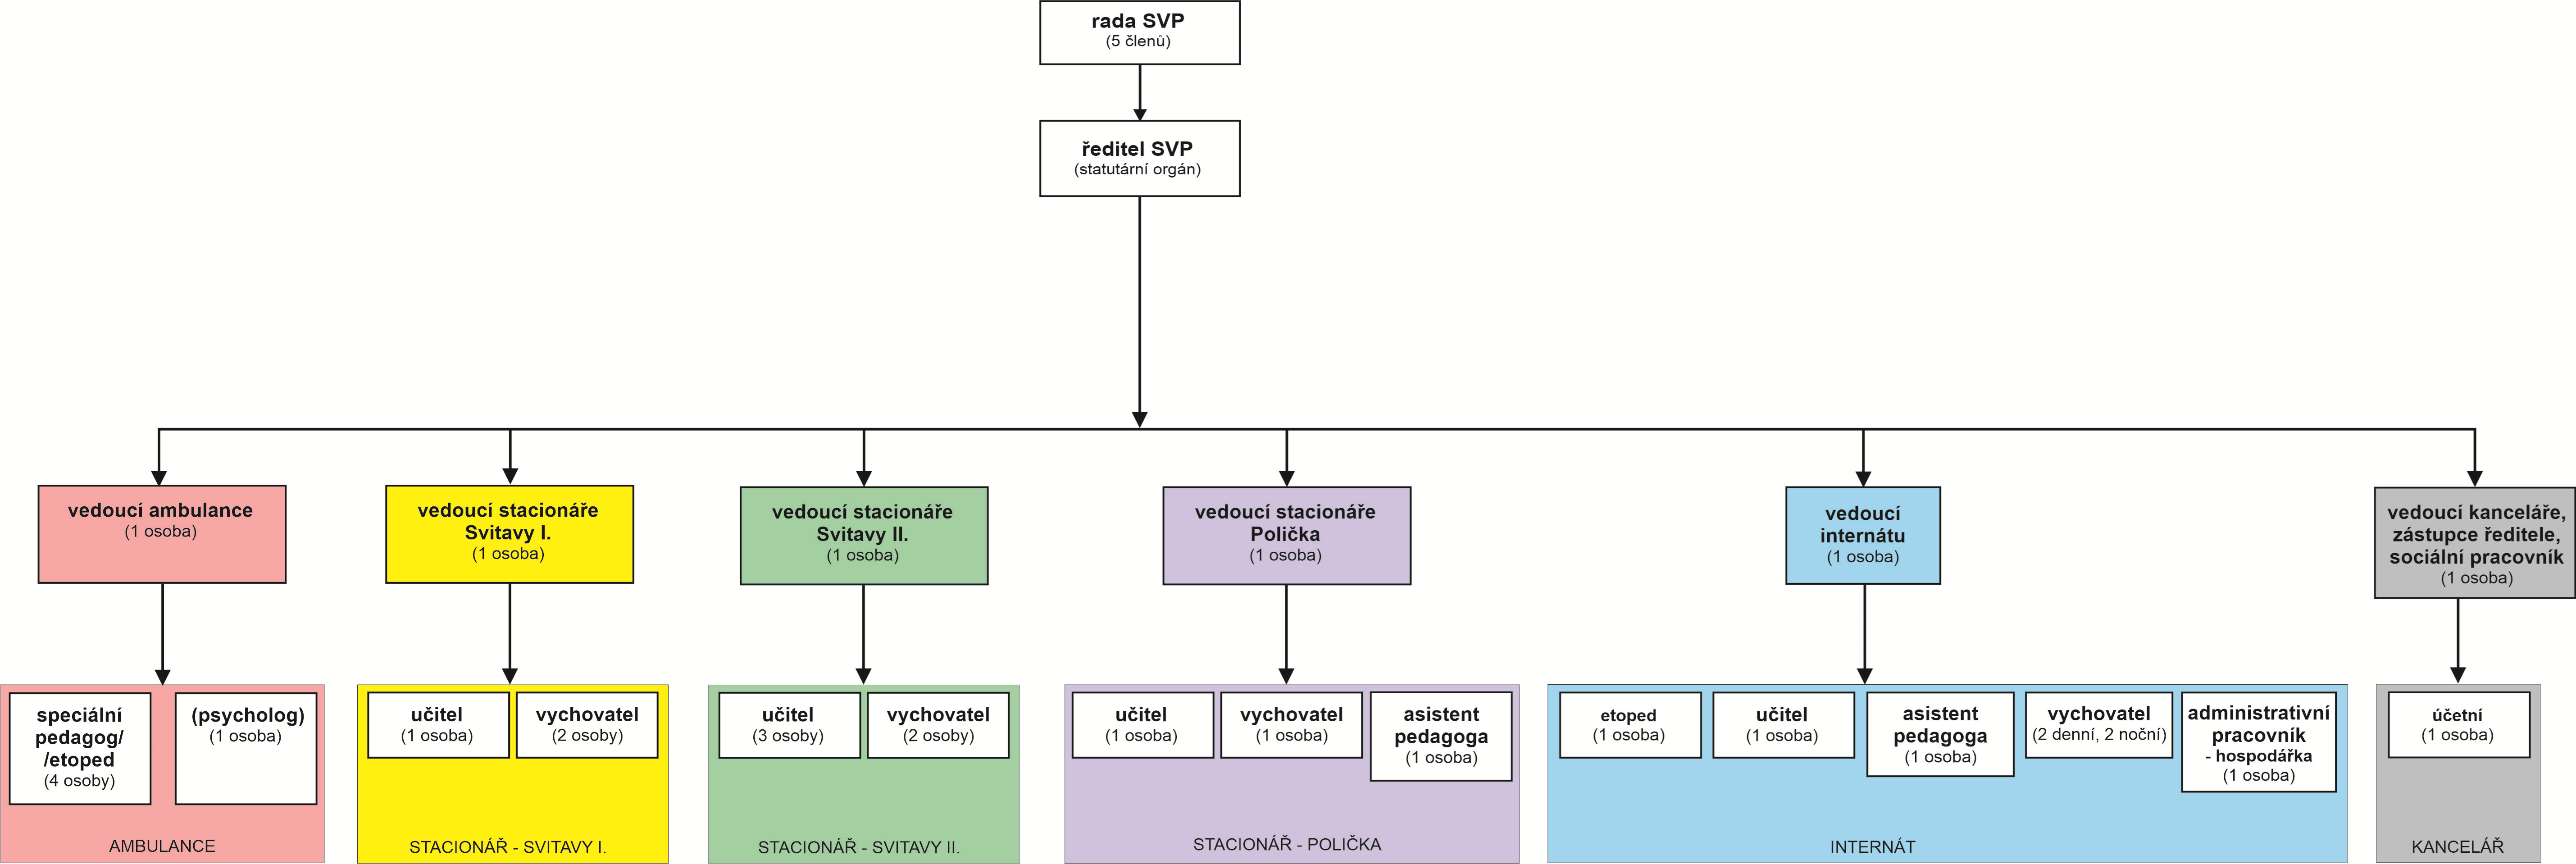 rada SVP
(5 členů)
ředitel SVP
(statutární orgán)
vedoucí ambulance
(1 osoba)
vedoucí stacionáře
Svitavy I.
(1 osoba)
vedoucí stacionáře
Svitavy II.
(1 osoba)
vedoucí stacionáře
Polička
(1 osoba)
vedoucí
internátu
(1 osoba)
vedoucí kanceláře,
zástupce ředitele,
sociální pracovník
(1 osoba)
speciální
pedagog/
/etoped
(4 osoby)
(psycholog)
(1 osoba)
AMBULANCE
učitel
(1 osoba)
vychovatel
(2 osoby)
STACIONÁŘ - SVITAVY I.
učitel
(3 osoby)
vychovatel
(2 osoby)
STACIONÁŘ - SVITAVY II.
učitel
(1 osoba)
vychovatel
(1 osoba)
asistent
pedagoga
(1 osoba)
STACIONÁŘ - POLIČKA
etoped
(1 osoba)
učitel
(1 osoba)
asistent
pedagoga
(1 osoba)
vychovatel
(2 denní, 2 noční)
administrativní
pracovník
- hospodářka
(1 osoba)
INTERNÁT
účetní
(1 osoba)
KANCELÁŘ